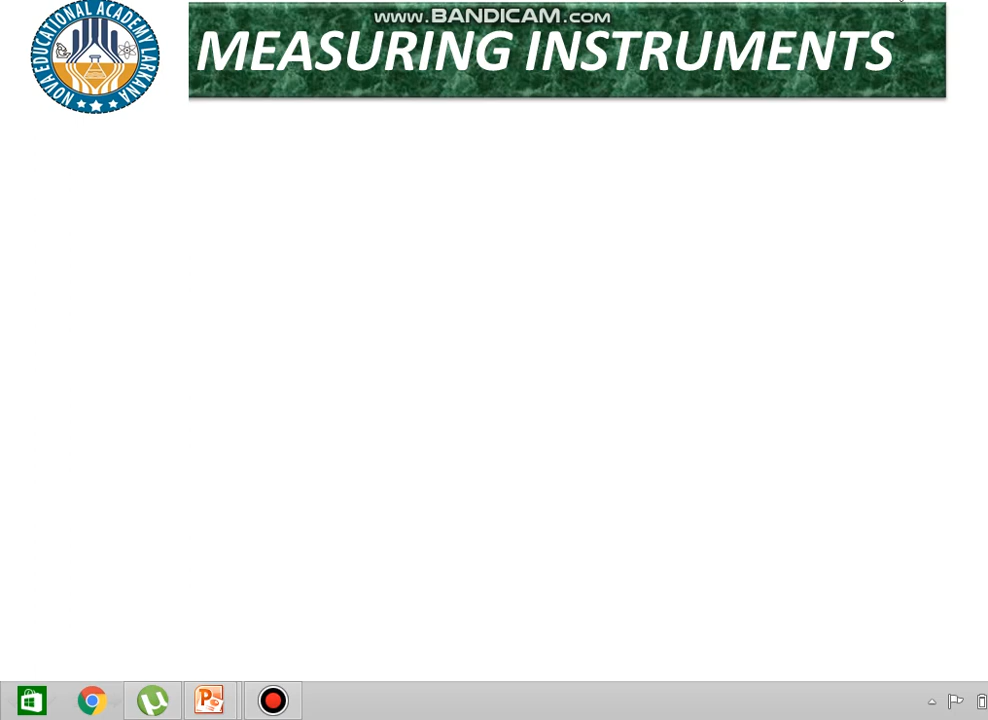 NOVA EDUCATIONAL ACADEMY LARKANA
www.BANDICAM.com
MEASURING INSTRUMENTS